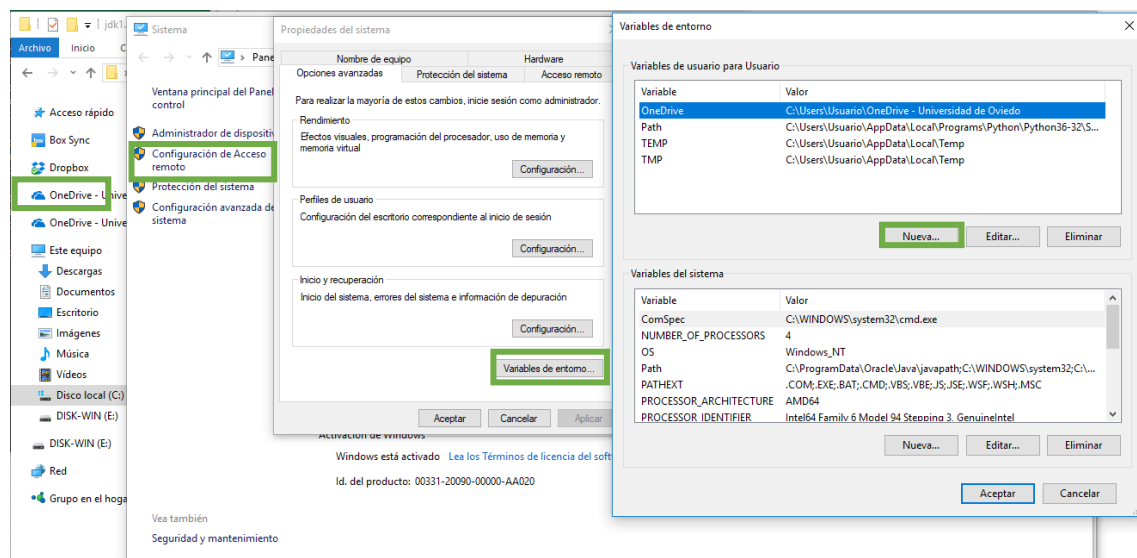 jdk1.
Archivo
Inicio
C
Acceso rápido
Box Sync
Dropbox
OneDrive - Unive
OneDrive - Unive
Este equipo
Descargas
Documentos
Escritorio
Imágenes
Música
Vídeos
Disco local (C:)
DISK-WIN (E:)
DISK-WIN (E:)
Red
Grupo en el hoga
Sistema
Pane
Ventana principal del Panel
control
Administrador de dispositiv
Configuración de Acceso
remoto
Protección del sistema
Configuración avanzada de
sistema
Activación de Windows
Windows está activado Lea los Términos de licencia del soft
Id. del producto: 00331-20090-00000-AA020
Vea también
Seguridad y mantenimiento
Propiedades del sistema
Nombre de equipo
Hardware
Opciones avanzadas
Protección del sistema
Acceso remoto
Para realizar la mayoría de estos cambios, inicie sesión como administrador.
Rendimiento
Efectos visuales, programación del procesador, uso de memoria y
memoria virtual
Configuración...
Perfiles de usuario
Configuración del escritorio correspondiente al inicio de sesión
Configuración...
Inicio y recuperación
Inicio del sistema, errores del sistema e información de depuración
Configuración...
Variables de entorno...
Aceptar
Cancelar
Aplicar
Variables de entorno
Variables de usuario para Usuario
Variable Valor
OneDrive C:\Users\Usuario\OneDrive - Universidad de Oviedo
Path C:\Users\Usuario\AppData\Local\Programs\Python\Python36-32\S...
TEMP C:\Users\Usuario\AppData\Local\Temp
TMP C:\Users\Usuario\AppData\Local\Temp
Nueva...
Editar...
Eliminar
Variables del sistema
Variable Valor
ComSpec C:\WINDOWS\system32\cmd.exe
NUMBER_OF_PROCESSORS 4
OS Windows_NT
Path C:\ProgramData\Oracle\Java\javapath;C:\WINDOWS\system32;C:\...
PATHEXT .COM;.EXE;.BAT;.CMD;.VBS;.VBE;.JS;.JSE;.WSF;.WSH;.MSC
PROCESSOR_ARCHITECTURE AMD64
PROCESSOR_IDENTIFIER Intel64 Family 6 Model 94 Stepping 3, GenuineIntel
Nueva...
Editar...
Eliminar
Aceptar
Cancelar